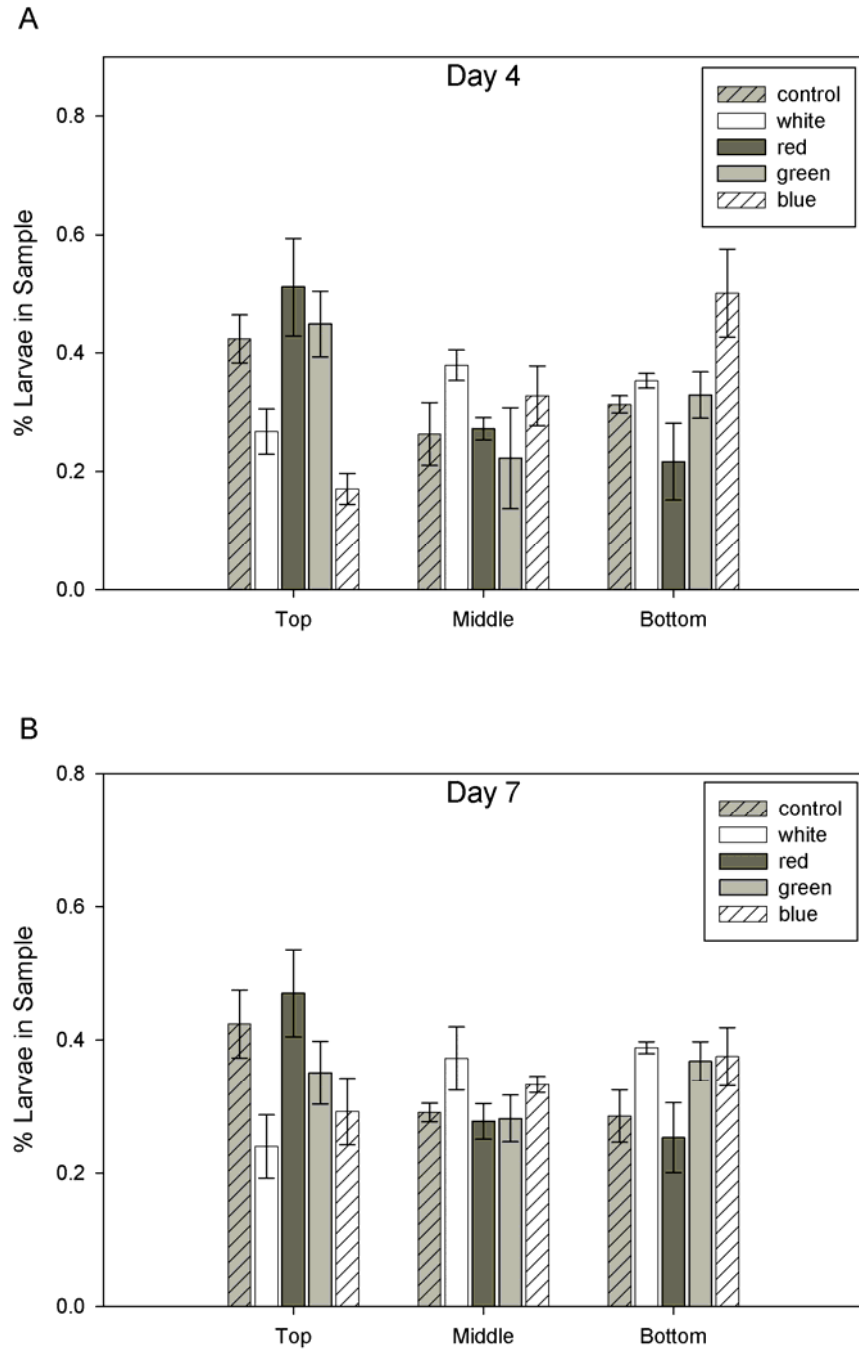 A
Day 4
control
white
red
green
blue
% Larvae in Sample
0.8
0.6
0.4
0.2
0.0
Top Middle Bottom
B
Day 7
control
white
red
green
blue
% Larvae in Sample
0.8
0.6
0.4
0.2
0.0
Top Middle Bottom